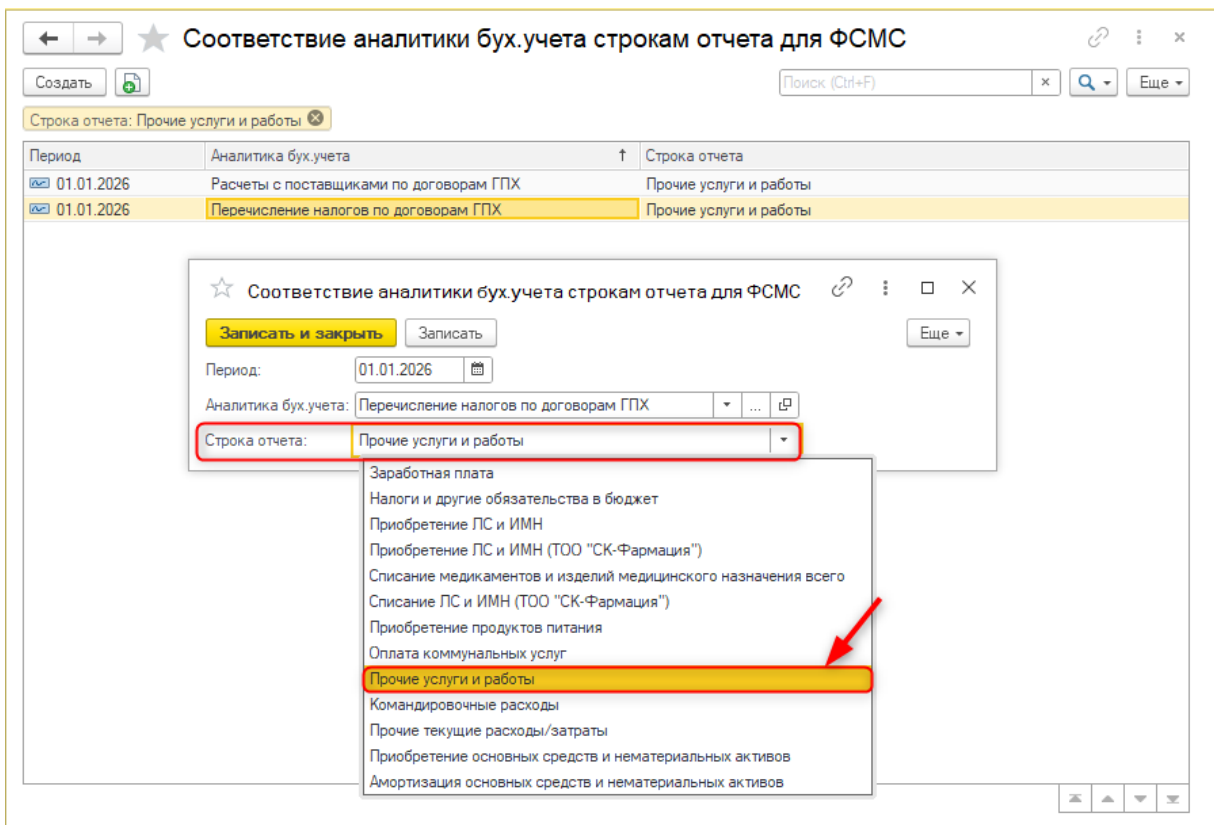 Соответствие аналитики бух.учета строкам отчета для ФСМС
Создать Поиск (Ctrl+F) × Еще
Строка отчета: Прочие услуги и работы
Период Аналитика бух.учета ↑ Строка отчета
01.01.2026 Расчеты с поставщиками по договорам ГПХ Прочие услуги и работы
01.01.2026 Перечисление налогов по договорам ГПХ Прочие услуги и работы
Соответствие аналитики бух.учета строкам отчета для ФСМС
Записать и закрыть Записать Еще
Период: 01.01.2026
Аналитика бух.учета: Перечисление налогов по договорам ГПХ ...
Строка отчета: Прочие услуги и работы
Заработная плата
Налоги и другие обязательства в бюджет
Приобретение ЛС и ИМН
Приобретение ЛС и ИМН (ТОО "СК-Фармация")
Списание медикаментов и изделий медицинского назначения всего
Списание ЛС и ИМН (ТОО "СК-Фармация")
Приобретение продуктов питания
Оплата коммунальных услуг
Прочие услуги и работы
Командировочные расходы
Прочие текущие расходы/затраты
Приобретение основных средств и нематериальных активов
Амортизация основных средств и нематериальных активов